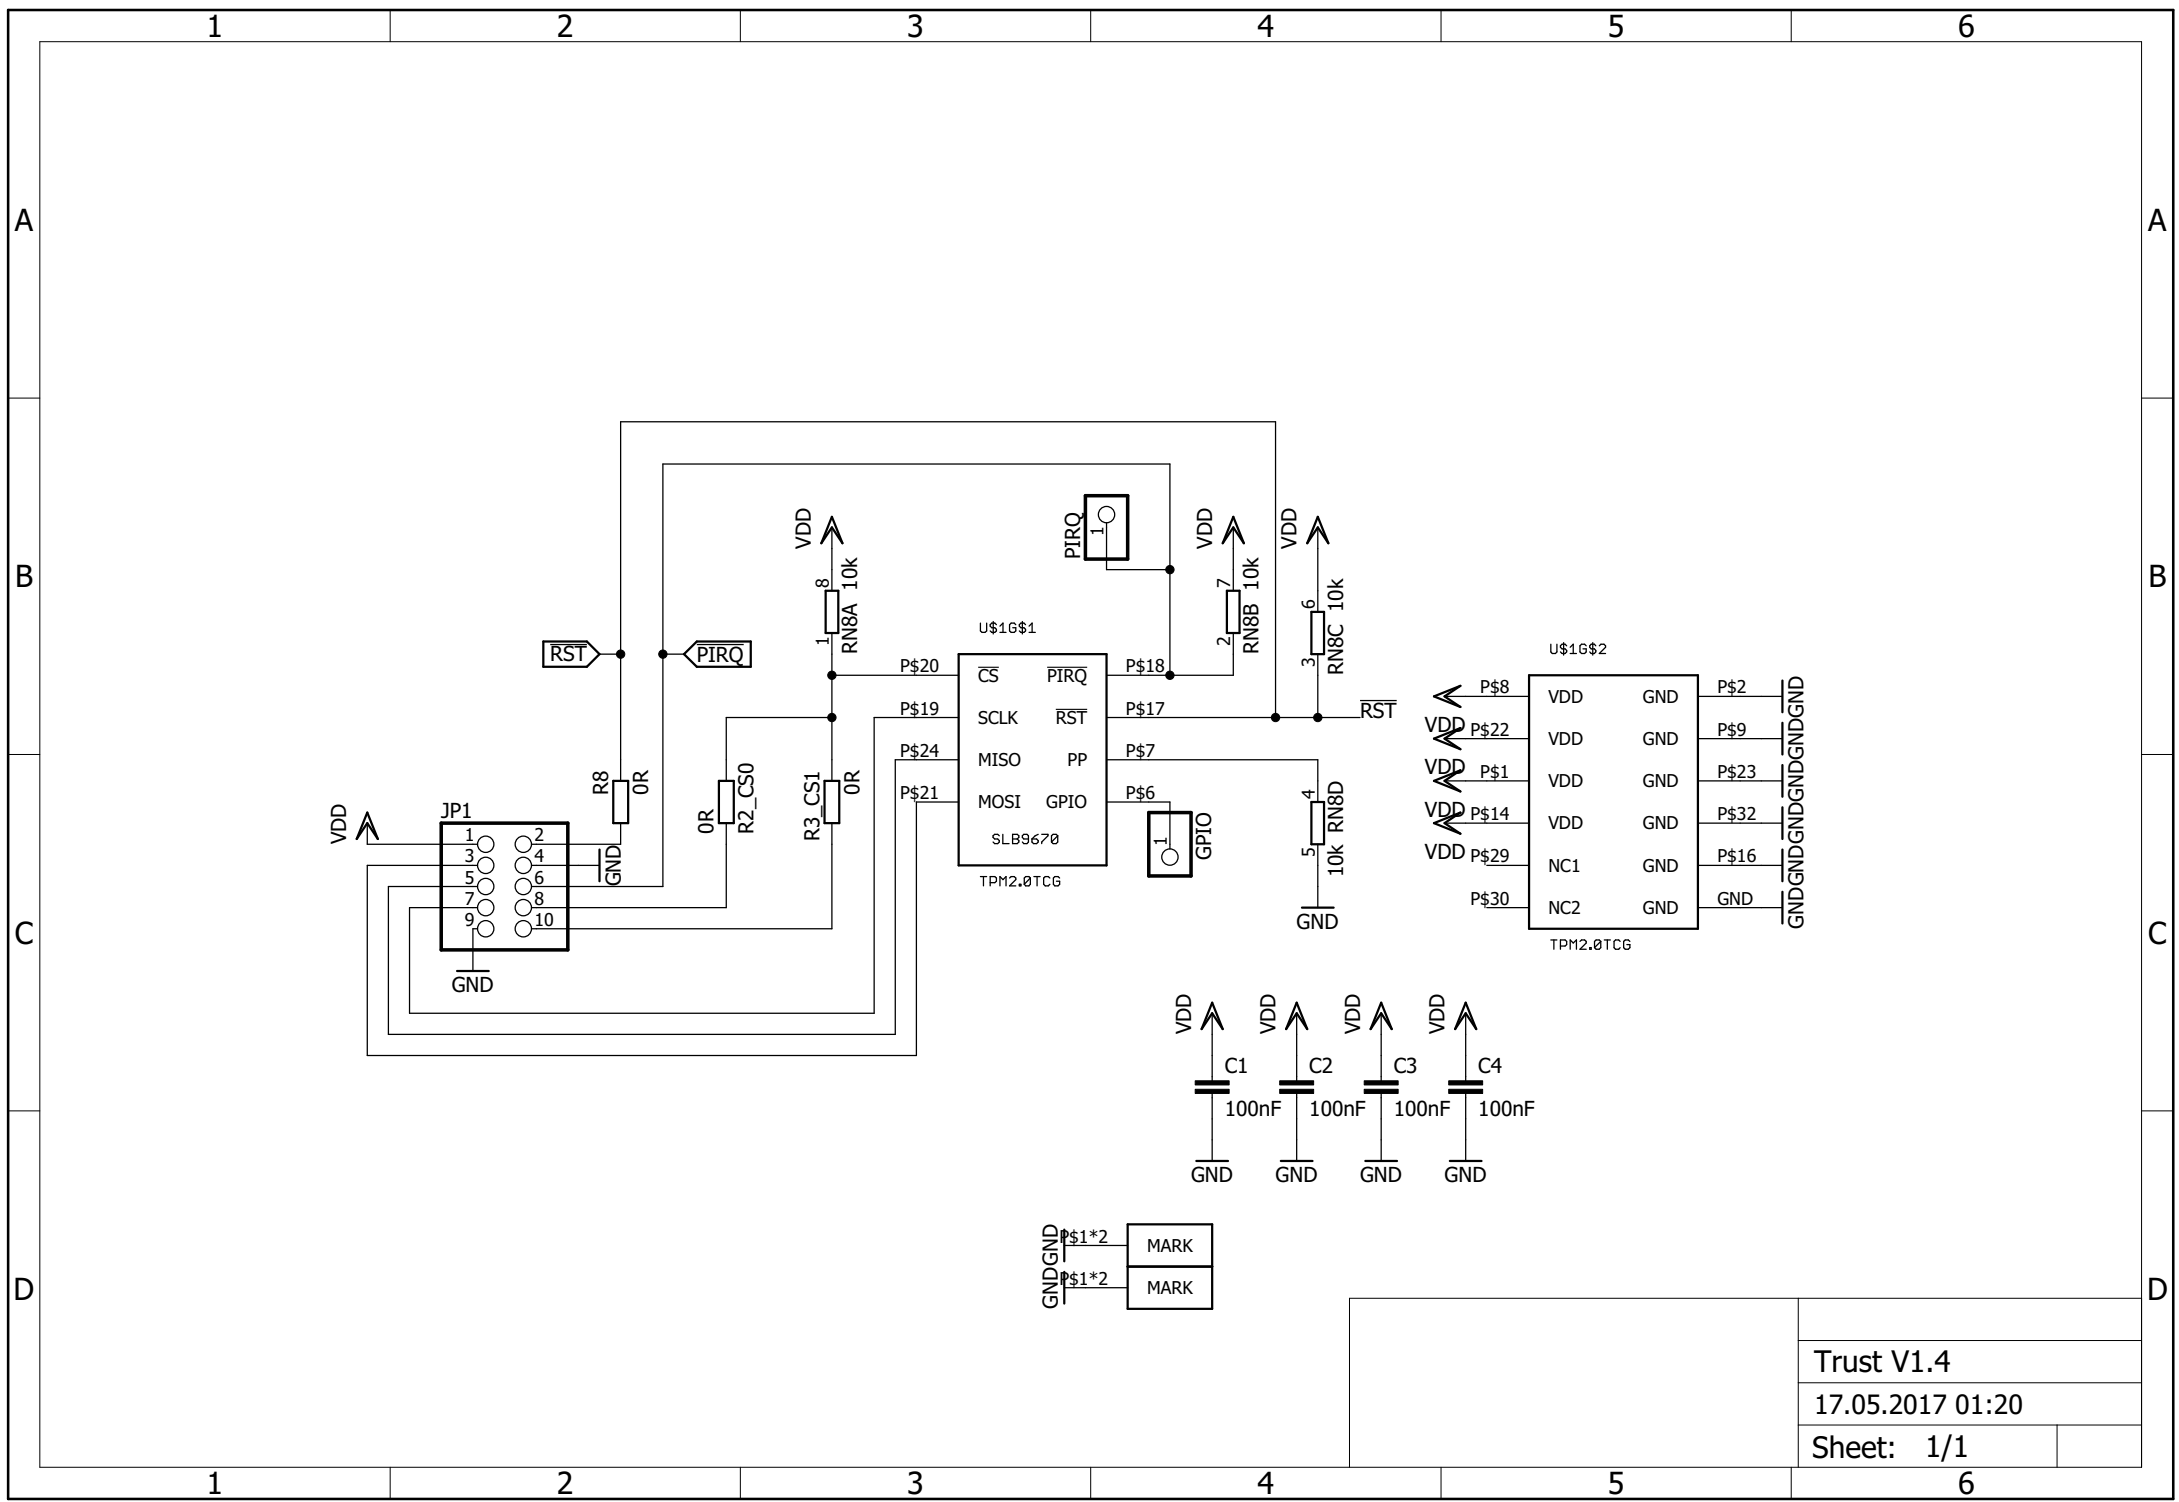 1 2 3 4 5 6
A A
B B
C C
D D
VDD
10k
8
RN8A
1
PIRQ
1
VDD
10k
7
RN8B
2
VDD
10k
6
RN8C
3
RST
PIRQ
U$1G$1
P$20 CS PIRQ P$18
P$19 SCLK RST P$17 RST
P$24 MISO PP P$7
P$21 MOSI GPIO P$6
SLB9670
TPM2.0TCG
R8
0R
0R
R2_CS0
R3_CS1
0R
VDD
JP1
1 2
3 4
5 6
7 8
9 10
GND
GND
1
GPIO
4
RN8D
5
10k
GND
U$1G$2
P$8 VDD GND P$2 GND
VDD P$22 VDD GND P$9 GND
VDD P$1 VDD GND P$23 GND
VDD P$14 VDD GND P$32 GND
VDD P$29 NC1 GND P$16 GND
P$30 NC2 GND GND GND
TPM2.0TCG
VDD VDD VDD VDD
C1 C2 C3 C4
100nF 100nF 100nF 100nF
GND GND GND GND
GND P$1*2 MARK
GND P$1*2 MARK
Trust V1.4
17.05.2017 01:20
Sheet: 1/1
1 2 3 4 5 6